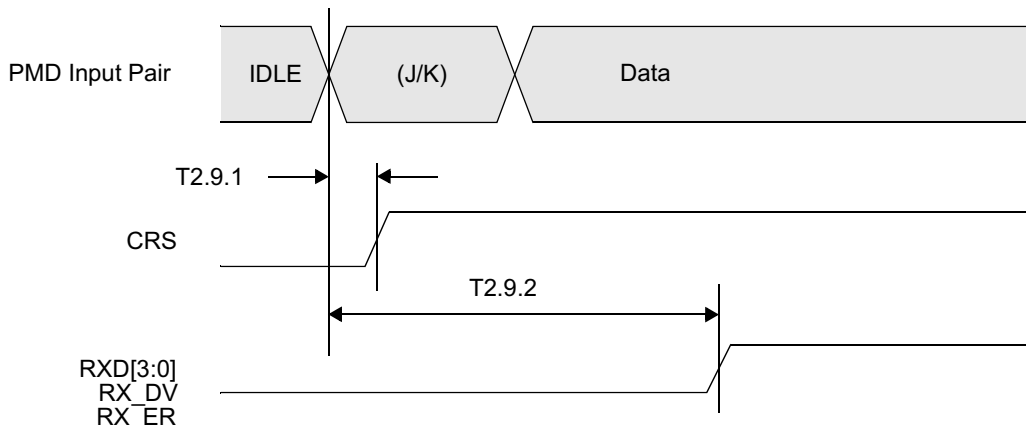 PMD Input Pair
IDLE
(J/K)
Data
T2.9.1
CRS
T2.9.2
RXD[3:0]
RX_DV
RX_ER